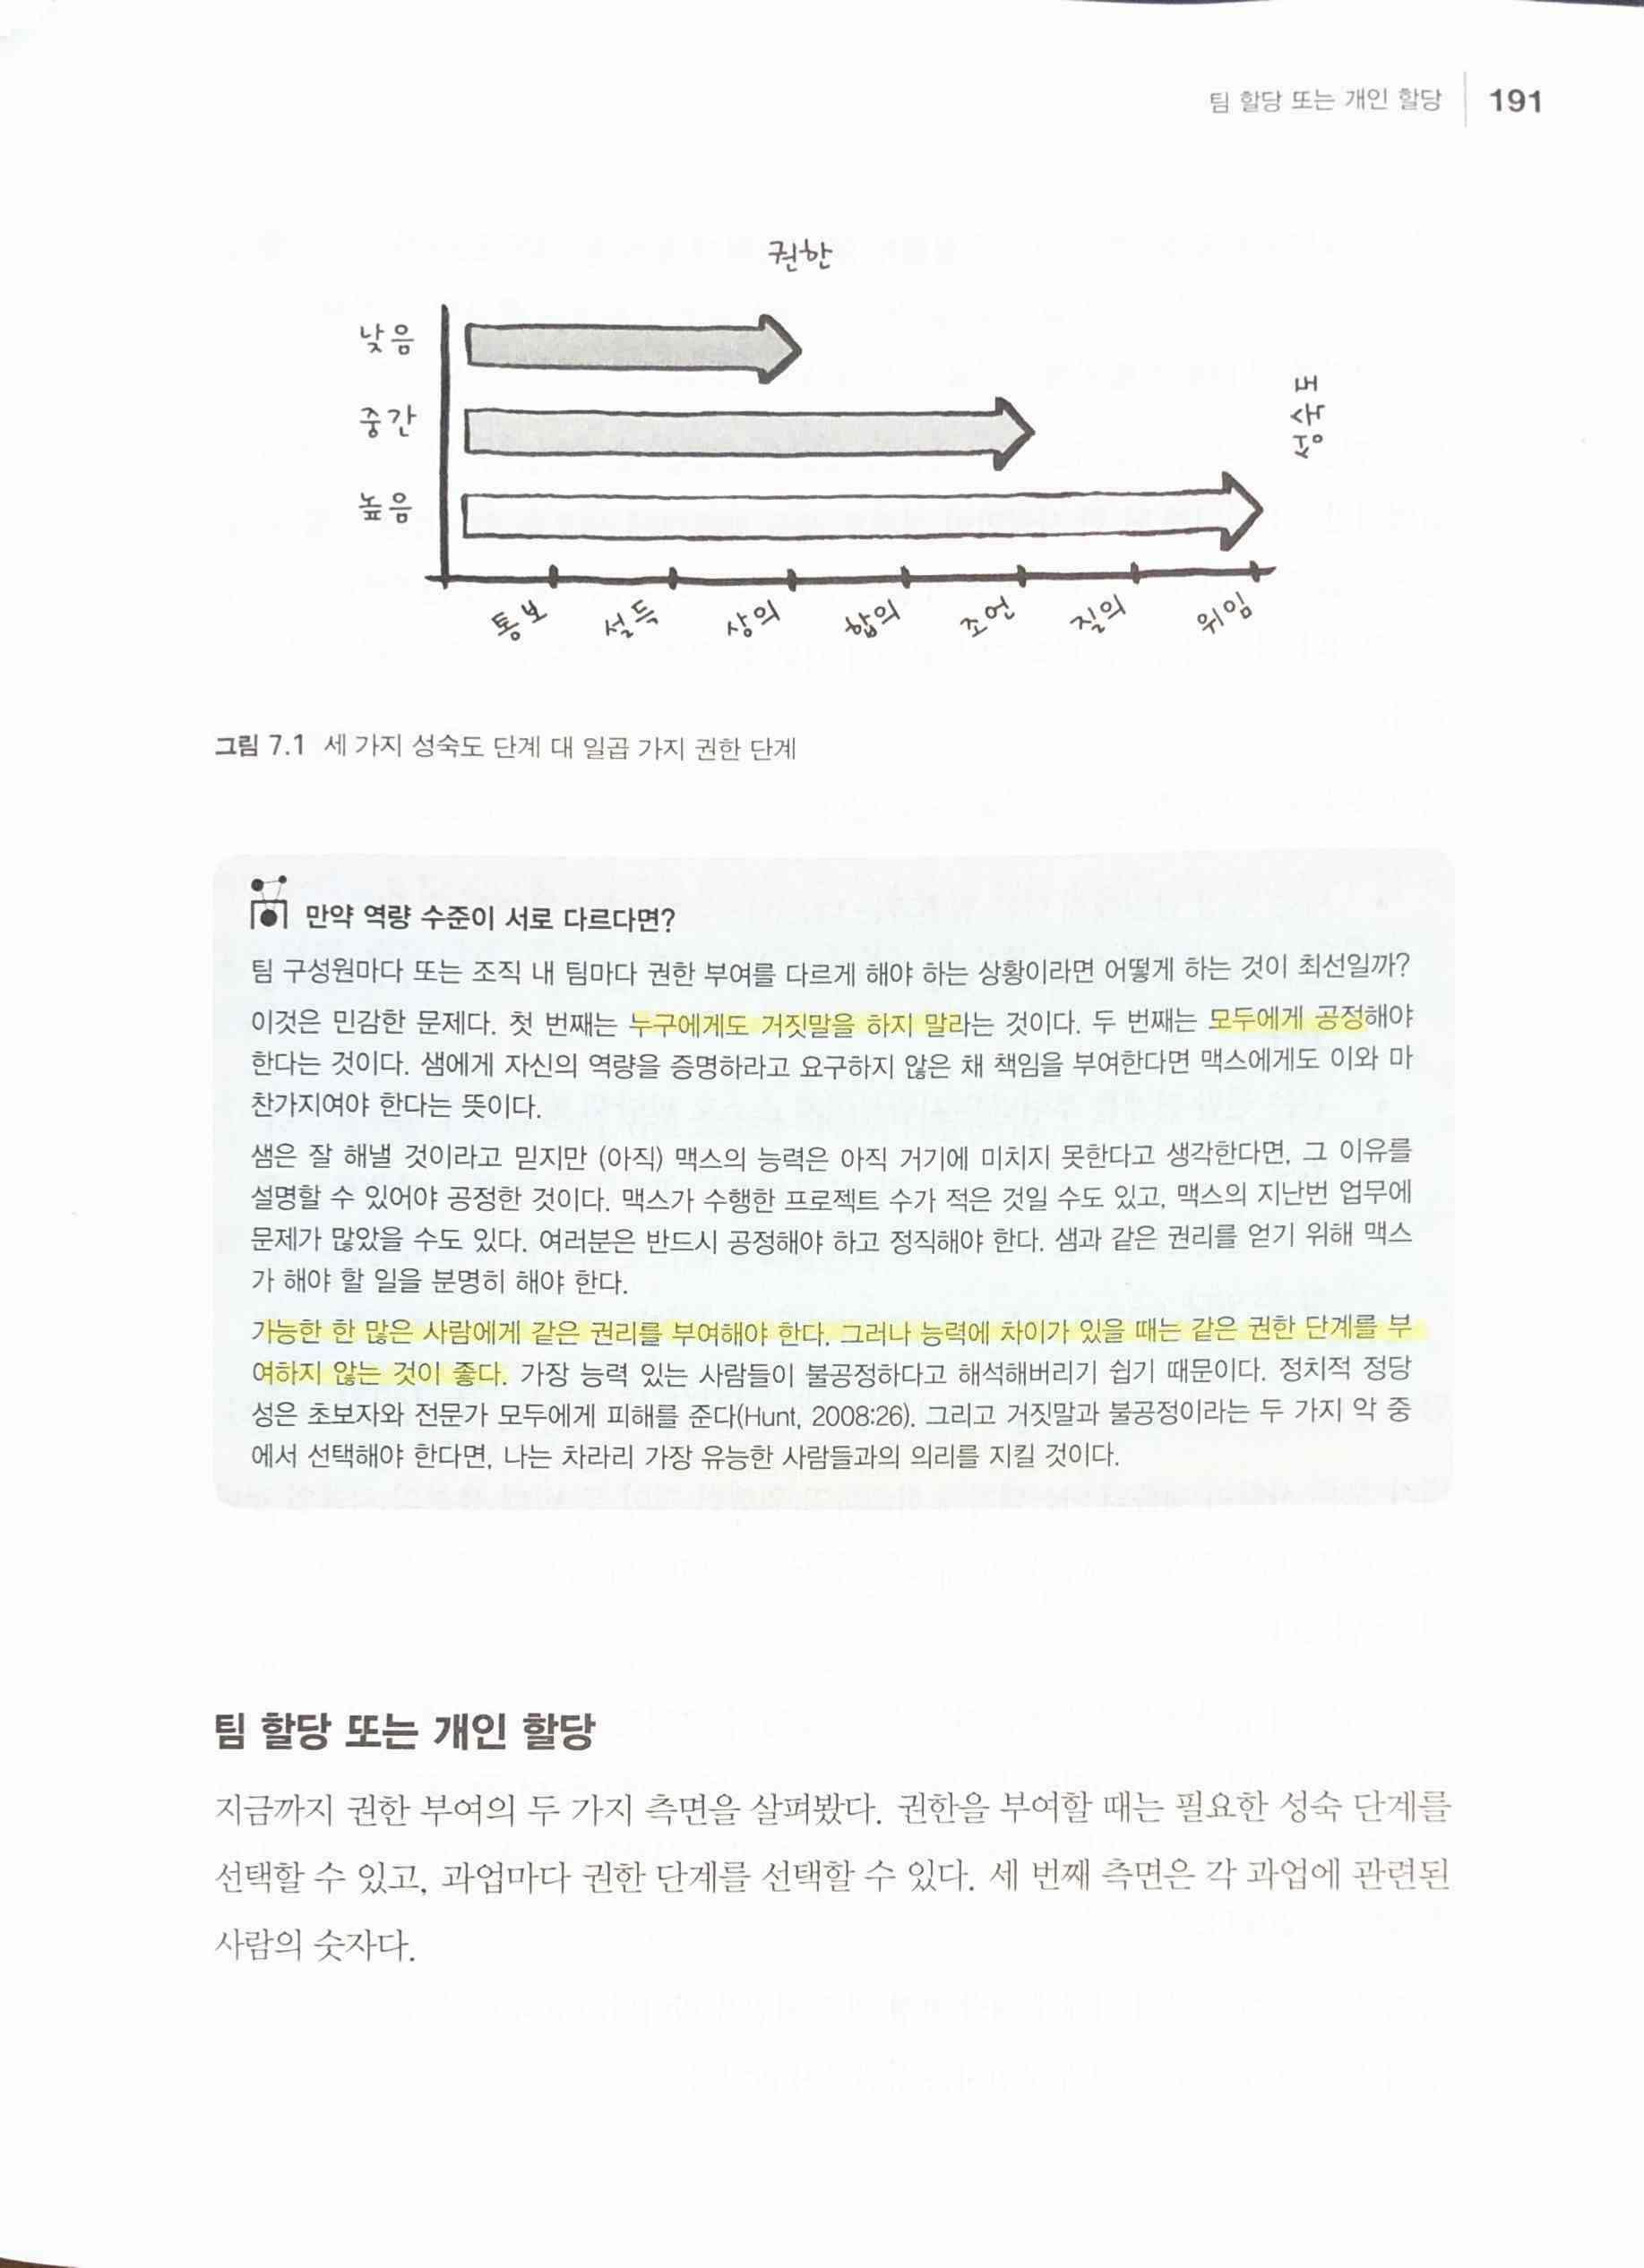 팀 할당 또는 개인 할당 191
권한
낮음
중간
높음
성숙도
통보 설득 상의 합의 조언 질의 위임
그림 7.1 세 가지 성숙도 단계 대 일곱 가지 권한 단계
만약 역량 수준이 서로 다르다면?
팀 구성원마다 또는 조직 내 팀마다 권한 부여를 다르게 해야 하는 상황이라면 어떻게 하는 것이 최선일까?
이것은 민감한 문제다. 첫 번째는 누구에게도 거짓말을 하지 말라는 것이다. 두 번째는 모두에게 공정해야
한다는 것이다. 샘에게 자신의 역량을 증명하라고 요구하지 않은 채 책임을 부여한다면 맥스에게도 이와 마
찬가지여야 한다는 뜻이다.
샘은 잘 해낼 것이라고 믿지만 (아직) 맥스의 능력은 아직 거기에 미치지 못한다고 생각한다면, 그 이유를
설명할 수 있어야 공정한 것이다. 맥스가 수행한 프로젝트 수가 적은 것일 수도 있고, 맥스의 지난번 업무에
문제가 많았을 수도 있다. 여러분은 반드시 공정해야 하고 정직해야 한다. 샘과 같은 권리를 얻기 위해 맥스
가 해야 할 일을 분명히 해야 한다.
가능한 한 많은 사람에게 같은 권리를 부여해야 한다. 그러나 능력에 차이가 있을 때는 같은 권한 단계를 부
여하지 않는 것이 좋다. 가장 능력 있는 사람들이 불공정하다고 해석해버리기 쉽기 때문이다. 정치적 정당
성은 초보자와 전문가 모두에게 피해를 준다(Hunt, 2008:26). 그리고 거짓말과 불공정이라는 두 가지 악 중
에서 선택해야 한다면, 나는 차라리 가장 유능한 사람들과의 의리를 지킬 것이다.
팀 할당 또는 개인 할당
지금까지 권한 부여의 두 가지 측면을 살펴봤다. 권한을 부여할 때는 필요한 성숙 단계를
선택할 수 있고, 과업마다 권한 단계를 선택할 수 있다. 세 번째 측면은 각 과업에 관련된
사람의 숫자다.